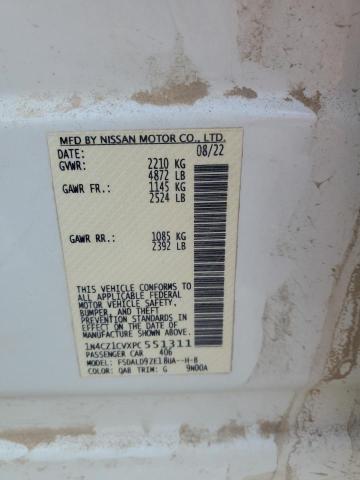 MFD BY NISSAN MOTOR CO., LTD.
DATE: 08/22
GVWR: 2210 KG
4872 LB
GAWR FR.: 1145 KG
2524 LB
GAWR RR.: 1085 KG
2392 LB
THIS VEHICLE CONFORMS TO
ALL APPLICABLE FEDERAL
MOTOR VEHICLE SAFETY,
BUMPER, AND THEFT
PREVENTION STANDARDS IN
EFFECT ON THE DATE OF
MANUFACTURE SHOWN ABOVE.
1N4CZ1CVXPC551311
PASSENGER CAR 406
MODEL: FSDALD9ZE1BUA--H-B
COLOR: QAB TRIM: G 9N00A